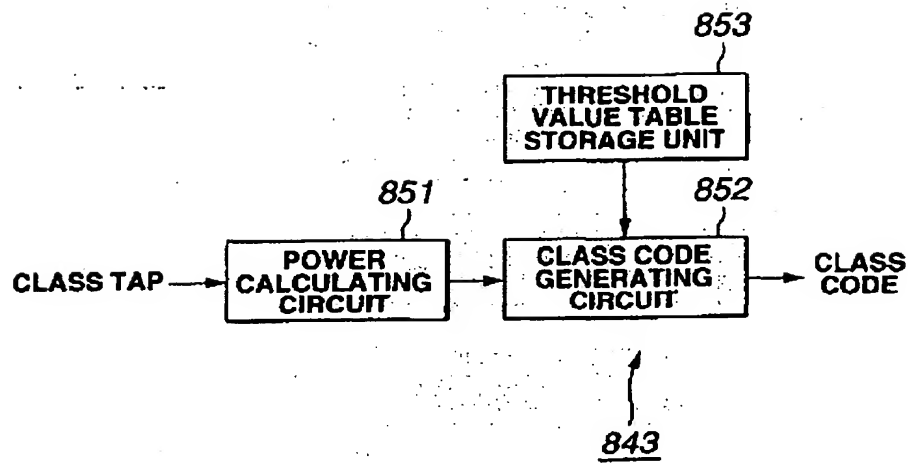 853
THRESHOLD
VALUE TABLE
STORAGE UNIT
851
852
CLASS TAP
POWER
CALCULATING
CIRCUIT
CLASS CODE
GENERATING
CIRCUIT
CLASS
CODE
843